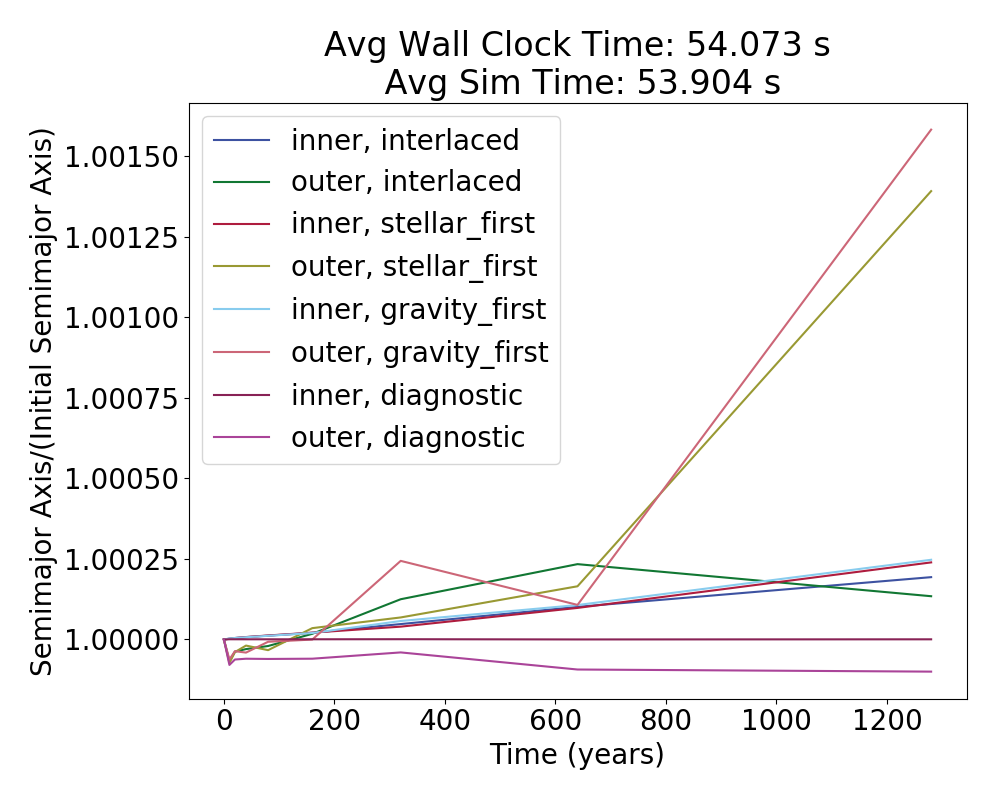 Avg Wall Clock Time: 54.073 s
Avg Sim Time: 53.904 s
Semimajor Axis/(Initial Semimajor Axis)
1.00150
1.00125
1.00100
1.00075
1.00050
1.00025
1.00000
inner, interlaced
outer, interlaced
inner, stellar_first
outer, stellar_first
inner, gravity_first
outer, gravity_first
inner, diagnostic
outer, diagnostic
0 200 400 600 800 1000 1200
Time (years)